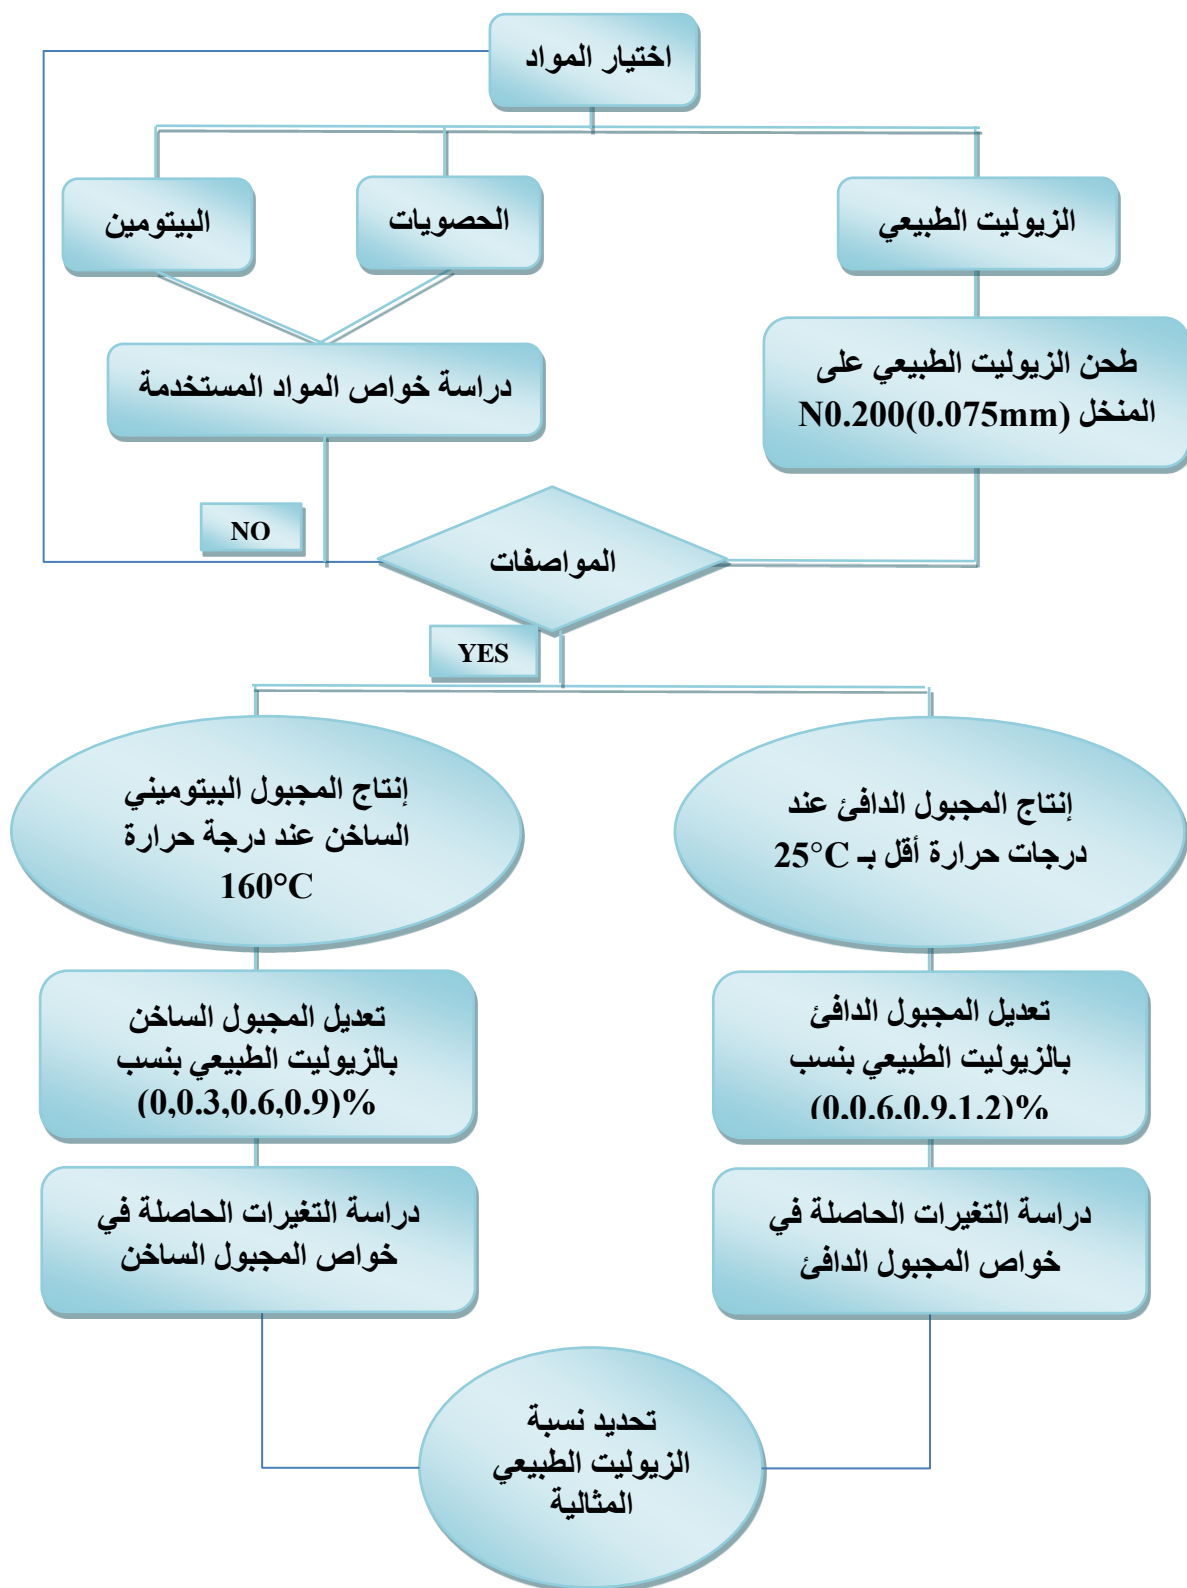 اختيار المواد
الزيوليت الطبيعي
الحصويات
البيتومين
طحن الزيوليت الطبيعي على
المنخل N0.200(0.075mm)
دراسة خواص المواد المستخدمة
NO
المواصفات
YES
إنتاج المجبول الدافئ عند
درجات حرارة أقل بـ 25°C
إنتاج المجبول البيتوميني
الساخن عند درجة حرارة
160°C
تعديل المجبول الدافئ
بالزيوليت الطبيعي بنسب
(0,0.6,0.9,1.2)%
تعديل المجبول الساخن
بالزيوليت الطبيعي بنسب
(0,0.3,0.6,0.9)%
دراسة التغيرات الحاصلة في
خواص المجبول الدافئ
دراسة التغيرات الحاصلة في
خواص المجبول الساخن
تحديد نسبة
الزيوليت الطبيعي
المثالية